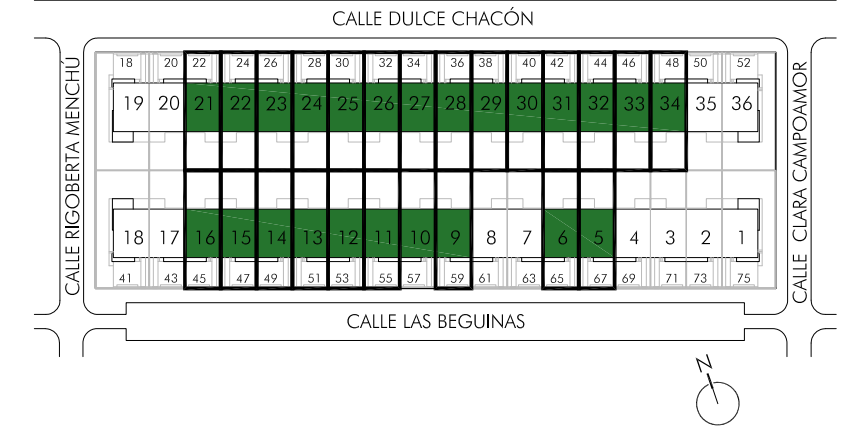 CALLE DULCE CHACÓN
CALLE RIGOBERTA MENCHÚ
CALLE CLARA CAMPOAMOR
18 20 22 24 26 28 30 32 34 36 38 40 42 44 46 48 50 52
19 20 21 22 23 24 25 26 27 28 29 30 31 32 33 34 35 36
18 17 16 15 14 13 12 11 10 9 8 7 6 5 4 3 2 1
41 43 45 47 49 51 53 55 57 59 61 63 65 67 69 71 73 75
CALLE LAS BEGUINAS
N